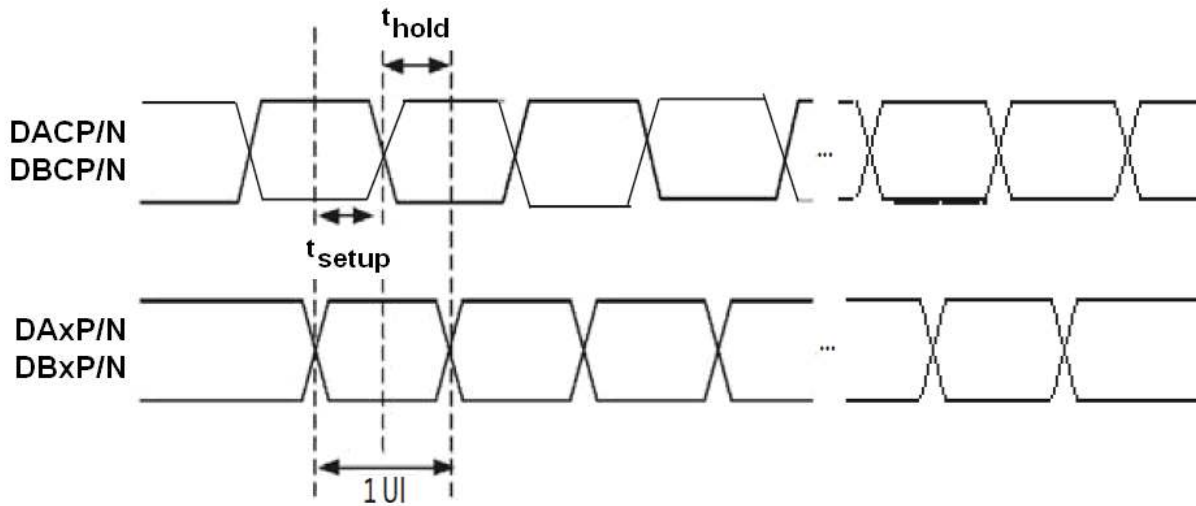 thold
DACP/N
DBCP/N
...
tsetup
DAxP/N
DBxP/N
...
1 UI